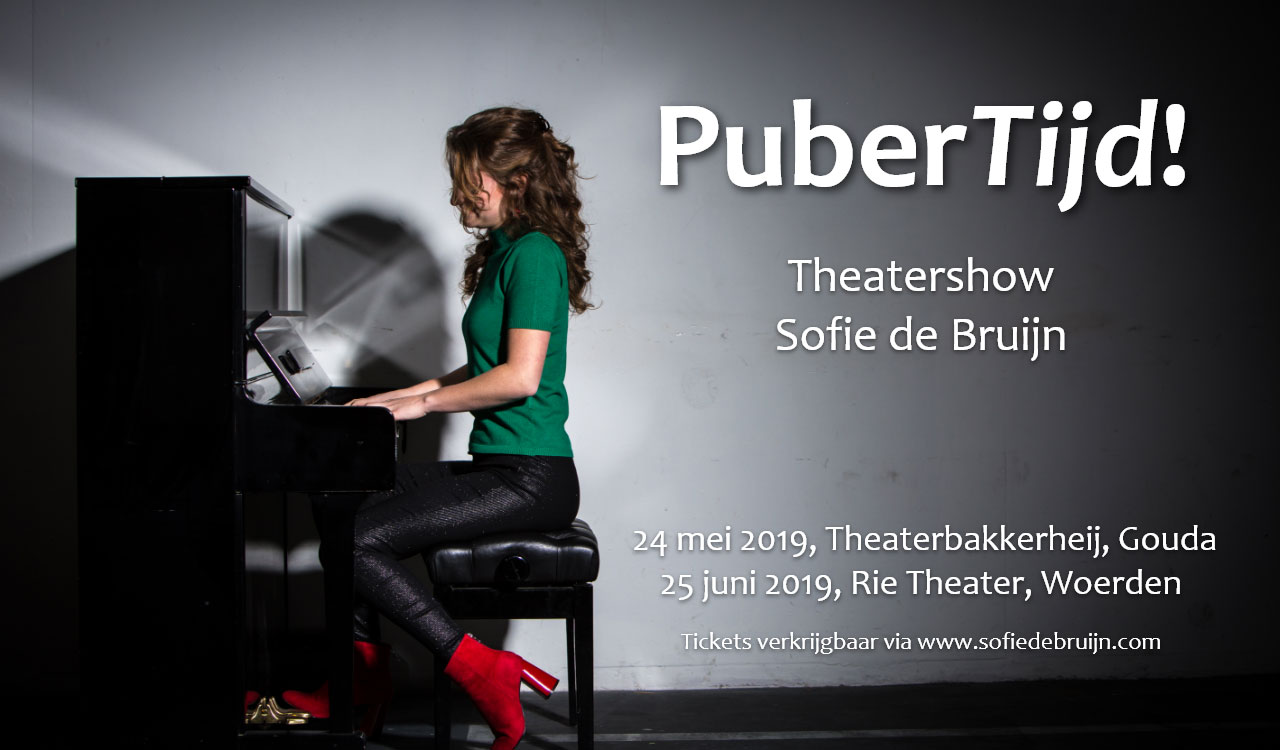 PuberTijd!
Theatershow
Sofie de Bruijn
24 mei 2019, Theaterbakkerheij, Gouda
25 juni 2019, Rie Theater, Woerden
Tickets verkrijgbaar via www.sofiedebruijn.com